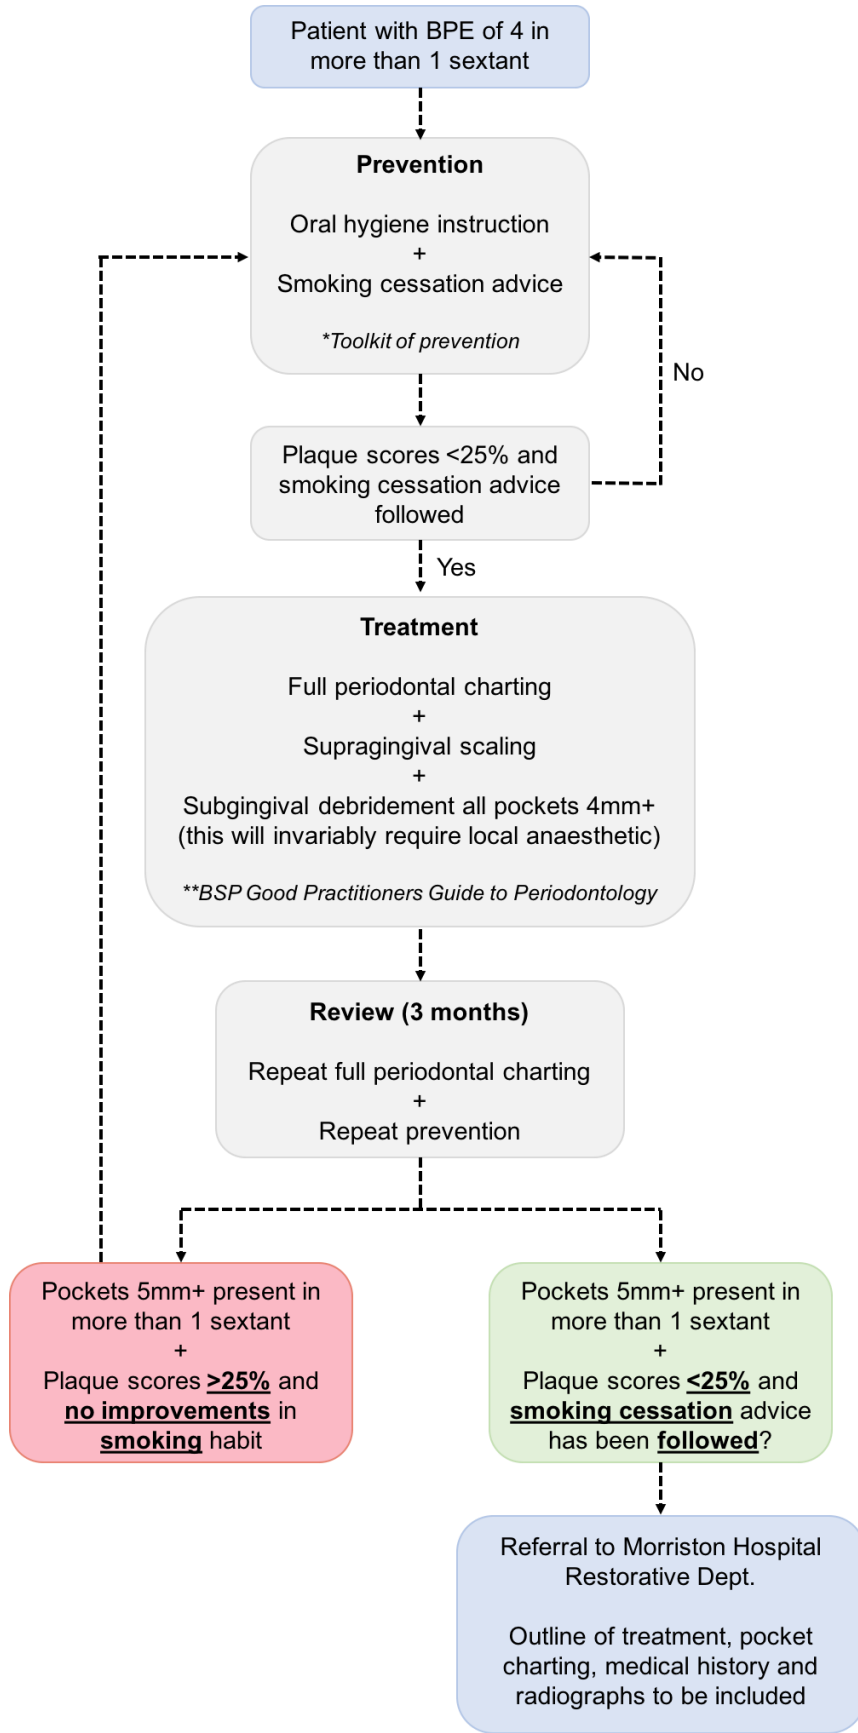 Patient with BPE of 4 in
more than 1 sextant
Prevention
Oral hygiene instruction
+
Smoking cessation advice
*Toolkit of prevention
No
Plaque scores <25% and
smoking cessation advice
followed
Yes
Treatment
Full periodontal charting
+
Supragingival scaling
+
Subgingival debridement all pockets 4mm+
(this will invariably require local anaesthetic)
**BSP Good Practitioners Guide to Periodontology
Review (3 months)
Repeat full periodontal charting
+
Repeat prevention
Pockets 5mm+ present in
more than 1 sextant
+
Plaque scores >25% and
no improvements in
smoking habit
Pockets 5mm+ present in
more than 1 sextant
+
Plaque scores <25% and
smoking cessation advice
has been followed?
Referral to Morriston Hospital
Restorative Dept.
Outline of treatment, pocket
charting, medical history and
radiographs to be included